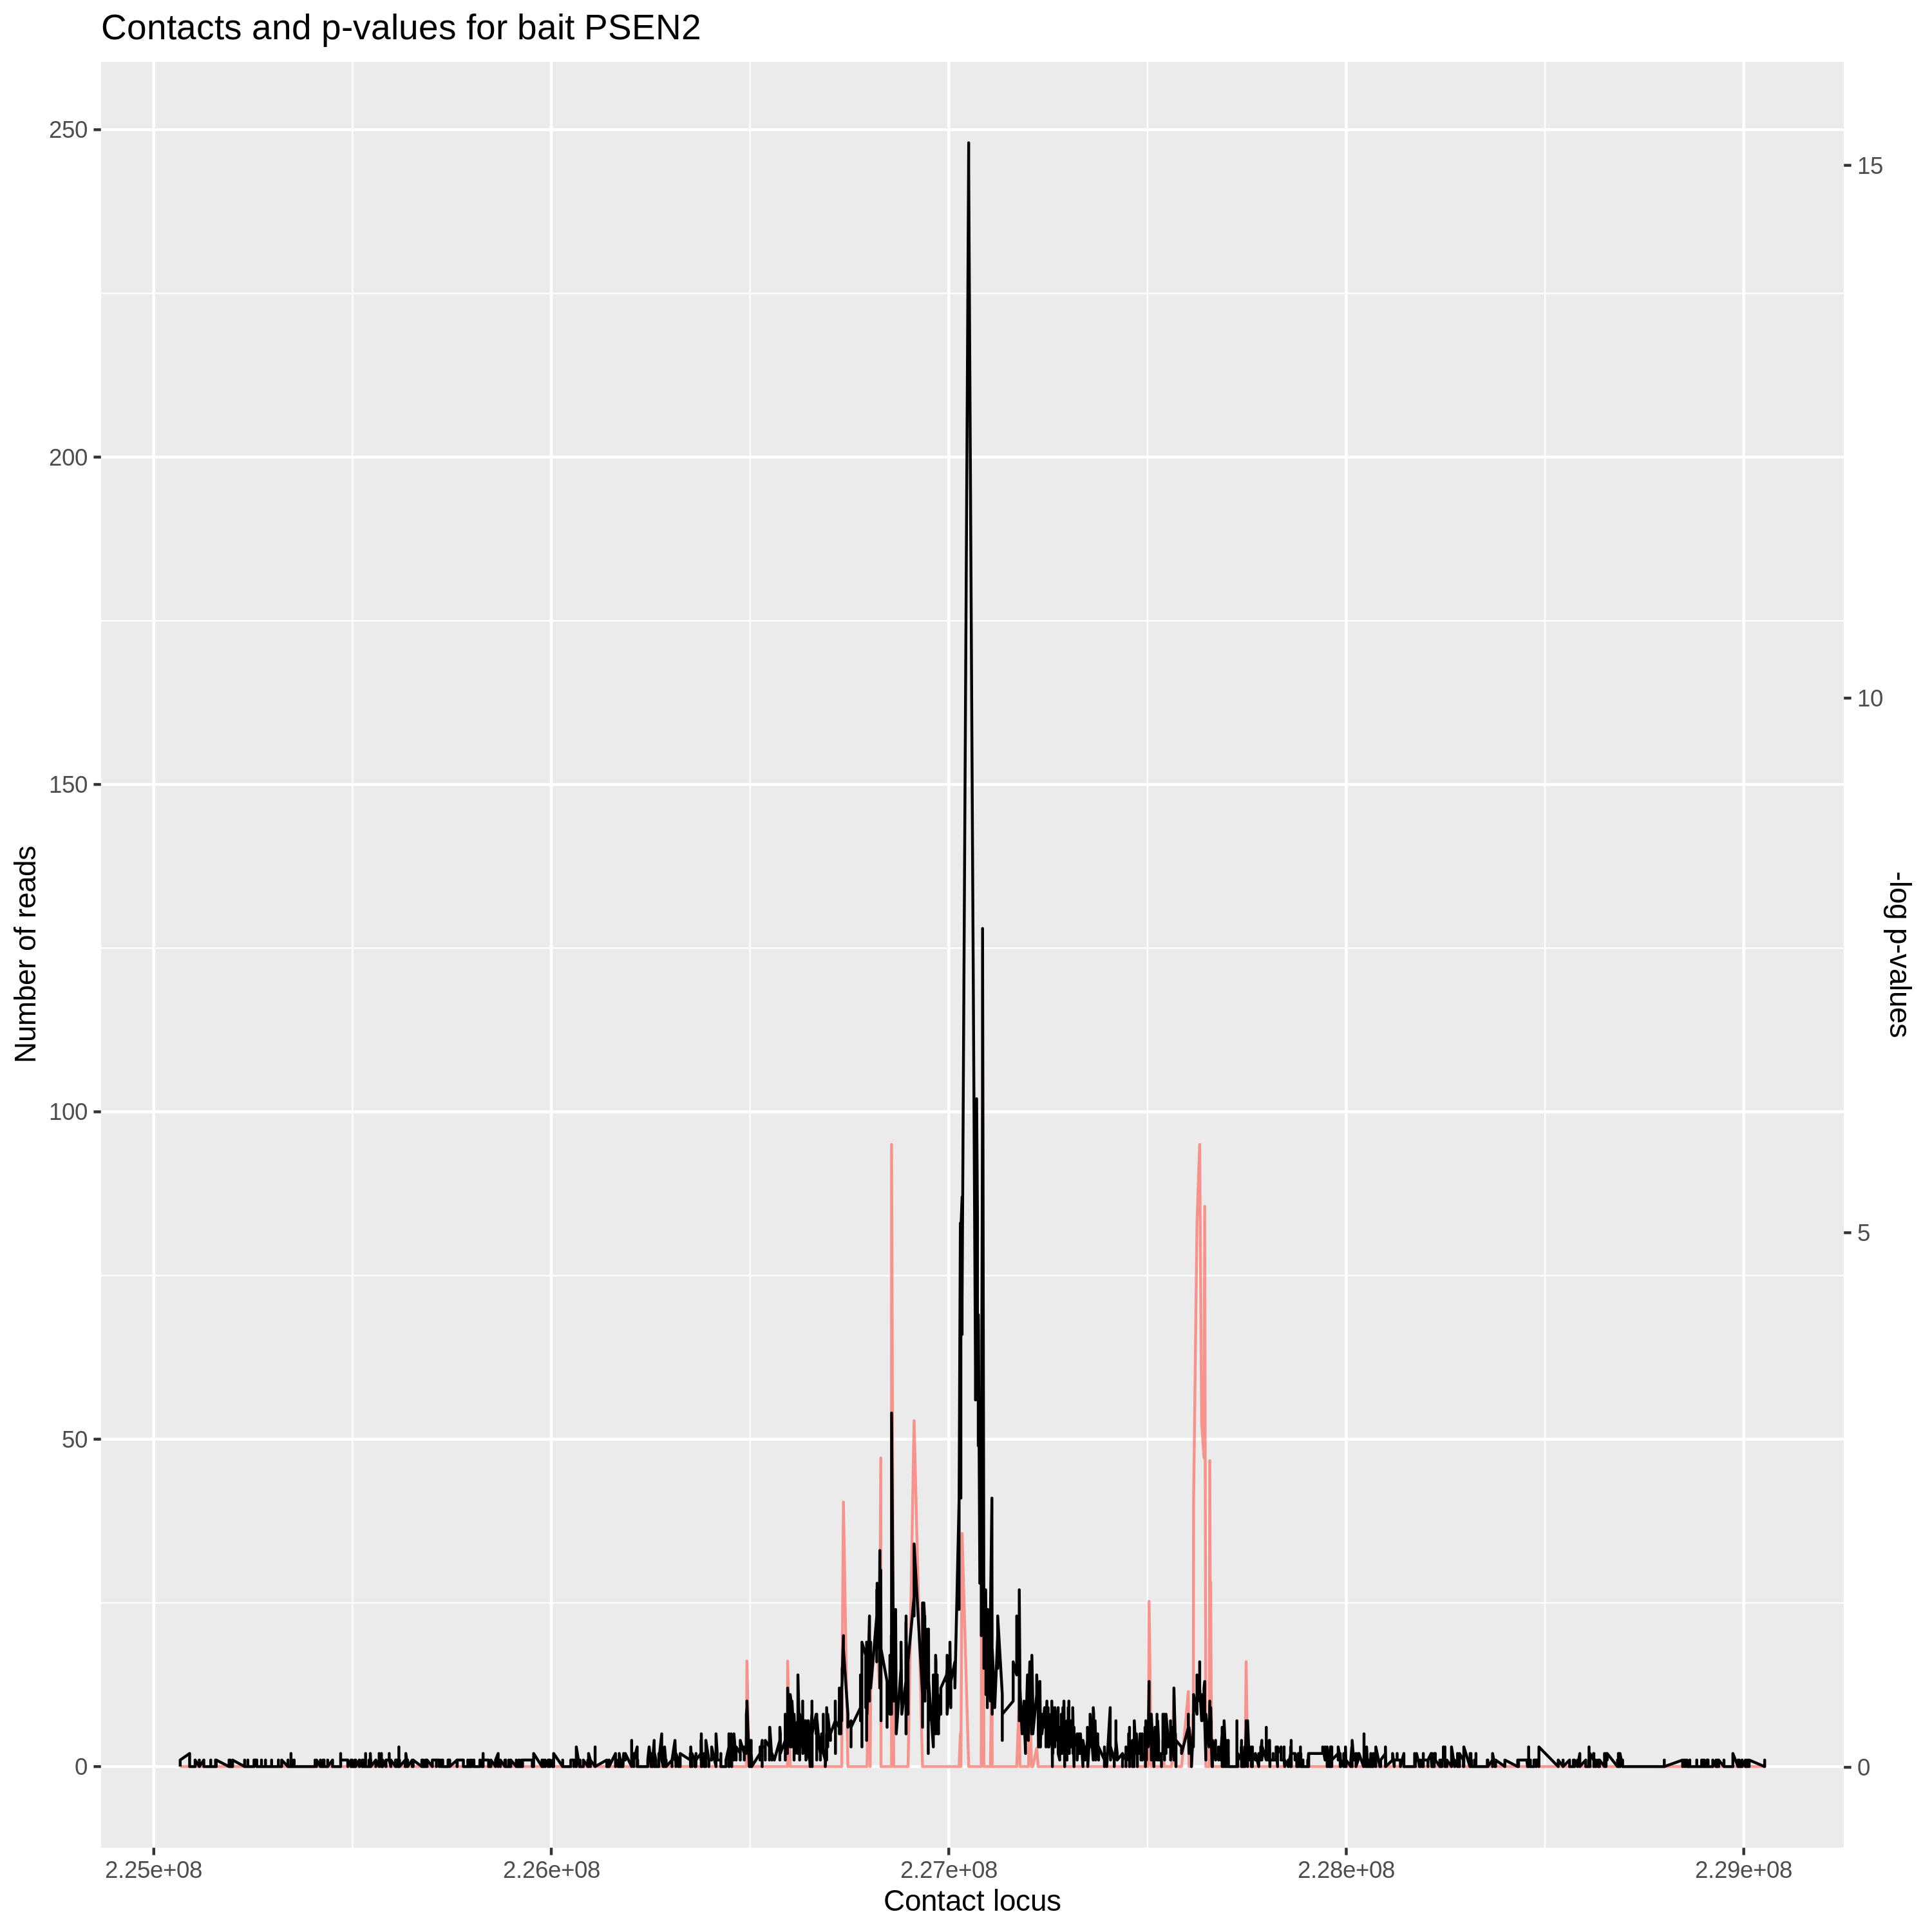 Contacts and p-values for bait PSEN2
250
200
150
100
50
0
Number of reads
15
10
5
0
-log p-values
2.25e+08
2.26e+08
2.27e+08
2.28e+08
2.29e+08
Contact locus